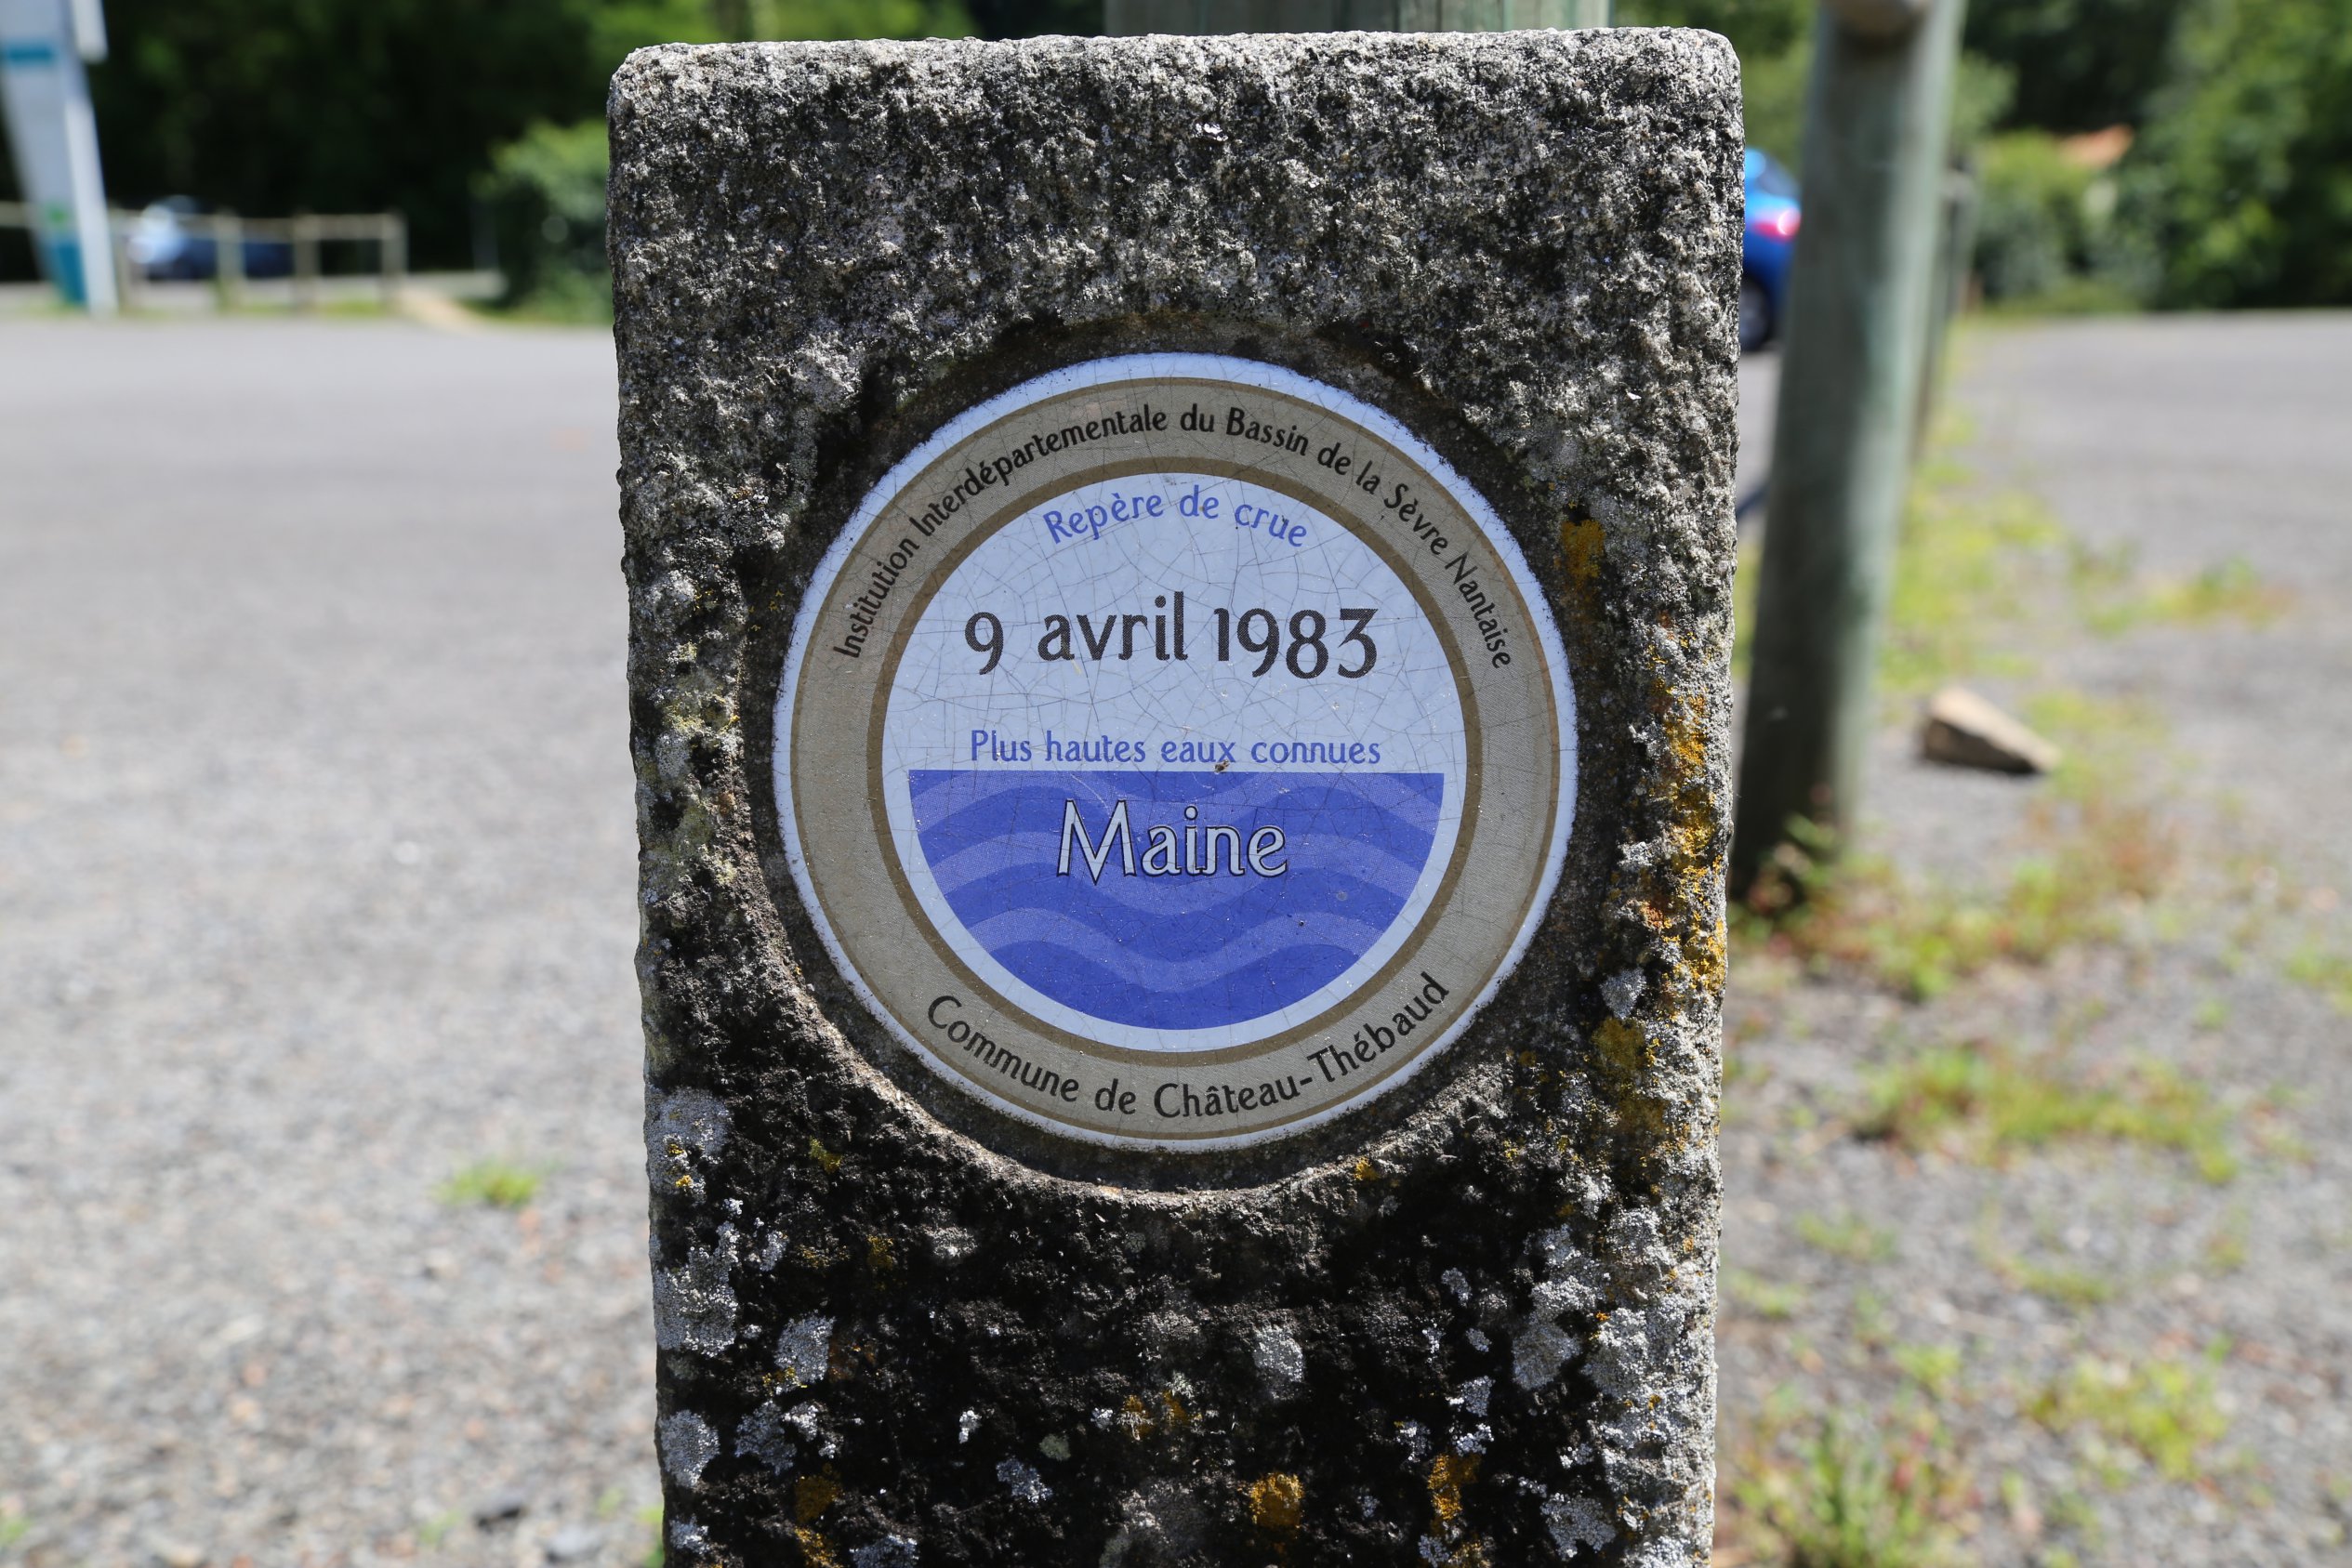 Institution Interdépartementale du Bassin de la Sèvre Nantaise
Repère de crue
9 avril 1983
Plus hautes eaux connues
Maine
Commune de Château-Thébaud